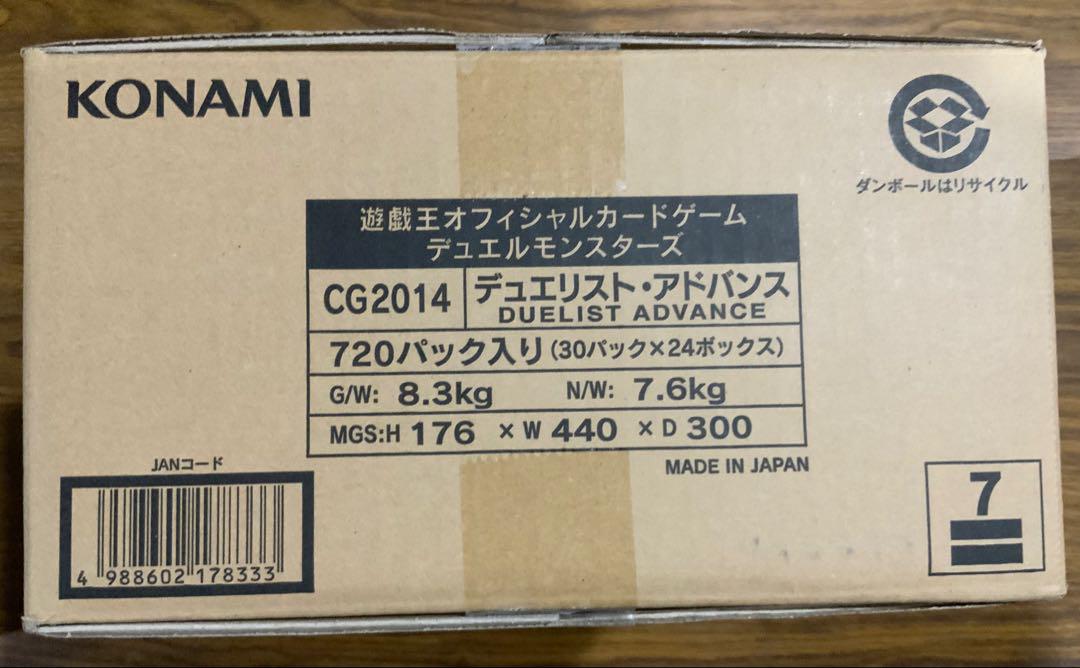 KONAMI
ダンボールはリサイクル
遊戯王オフィシャルカードゲーム
デュエルモンスターズ
CG2014
デュエリスト・アドバンス
DUELIST ADVANCE
720パック入り(30パック×24ボックス)
G/W: 8.3kg N/W: 7.6kg
MGS:H 176 × W 440 × D 300
MADE IN JAPAN
JANコード
4 988602 178333
7